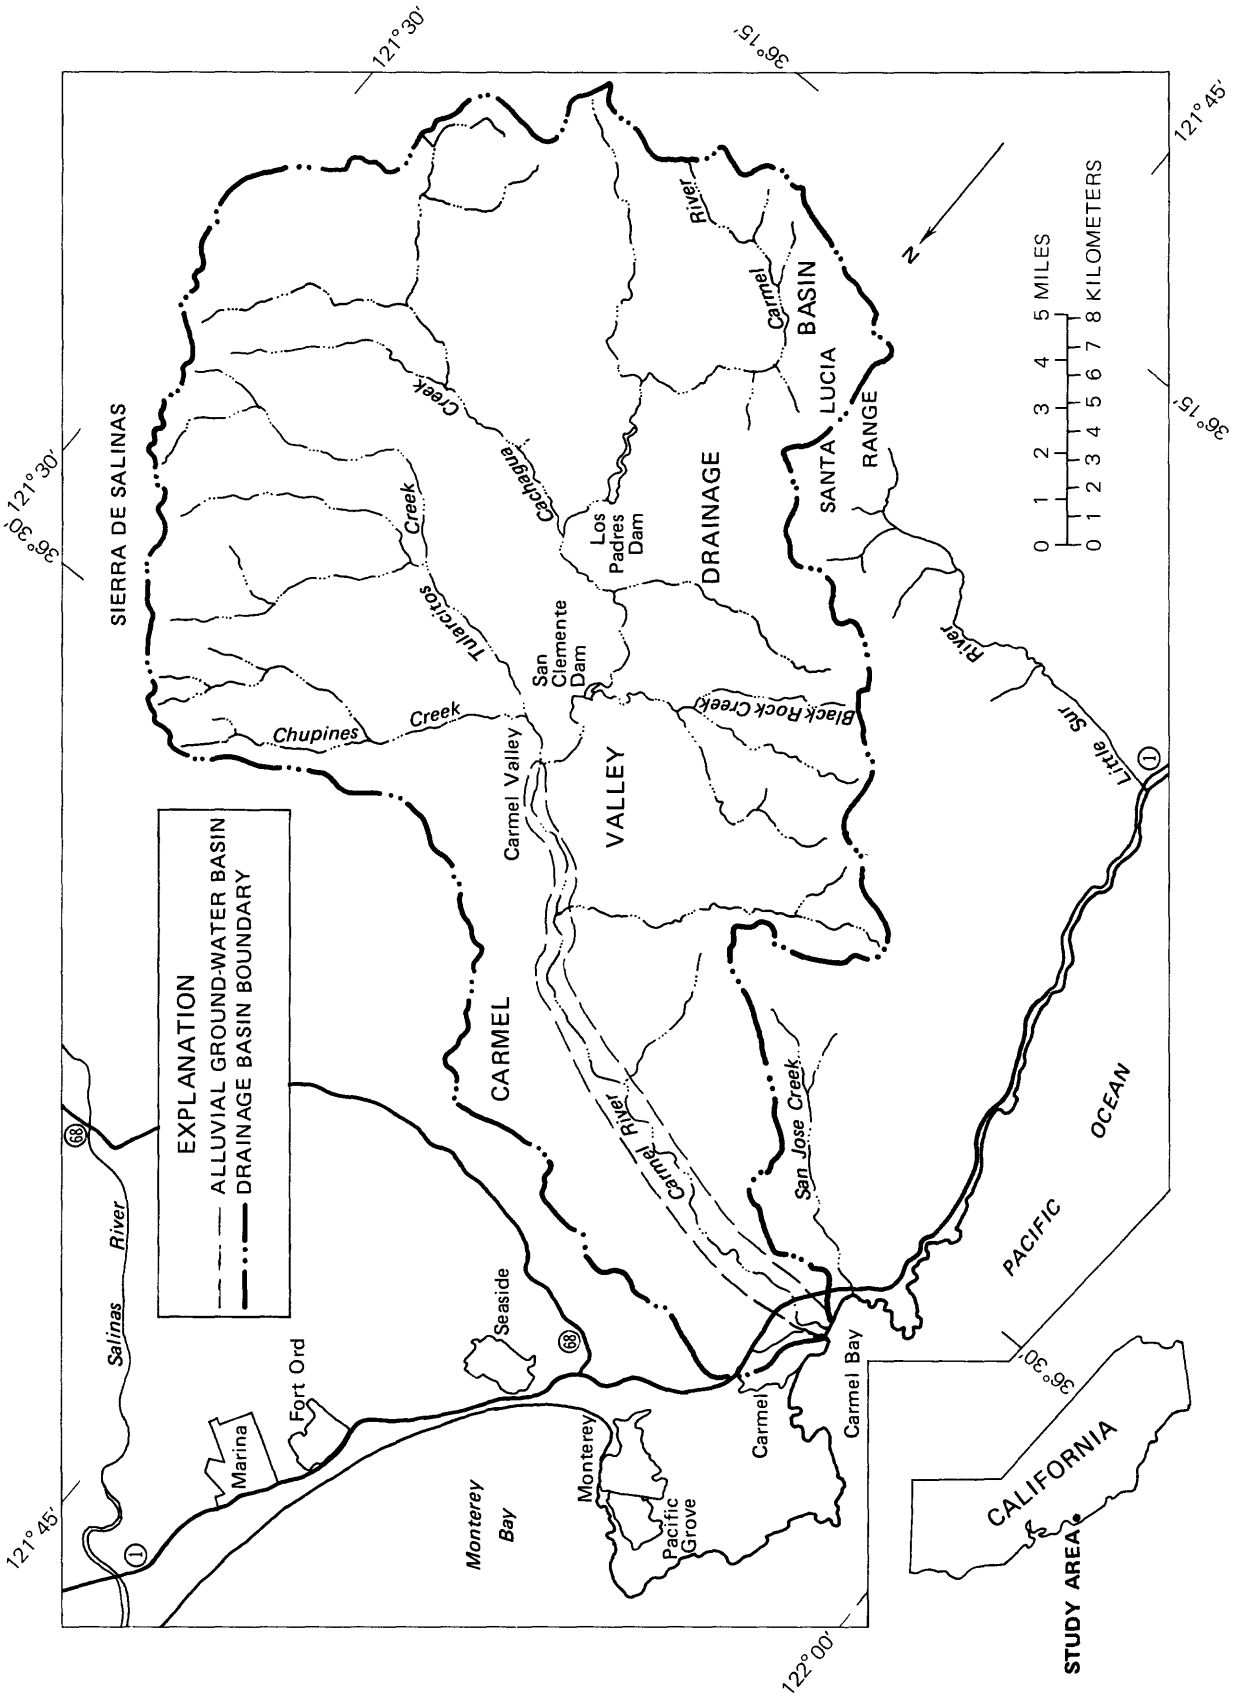 121°30'
36°15'
121°45'
36°15'
36°30'
121°30'
SIERRA DE SALINAS
River
Carmel
BASIN
SANTA LUCIA
RANGE
N
5 MILES
4
3
2
1
0
8 KILOMETERS
7
6
5
4
3
2
1
0
Creek
Cachagua
Los
Padres
Dam
DRAINAGE
Creek
Tularcitos
San
Clemente
Dam
Black Rock Creek
River
Little Sur
1
Chupines
Creek
Carmel Valley
VALLEY
EXPLANATION
ALLUVIAL GROUND-WATER BASIN
DRAINAGE BASIN BOUNDARY
CARMEL
68
Salinas River
Carmel River
San Jose Creek
PACIFIC OCEAN
Seaside
68
Fort Ord
Marina
Monterey
Pacific
Grove
Monterey
Bay
Carmel
Carmel Bay
1
121°45'
122°00'
36°30'
CALIFORNIA
STUDY AREA